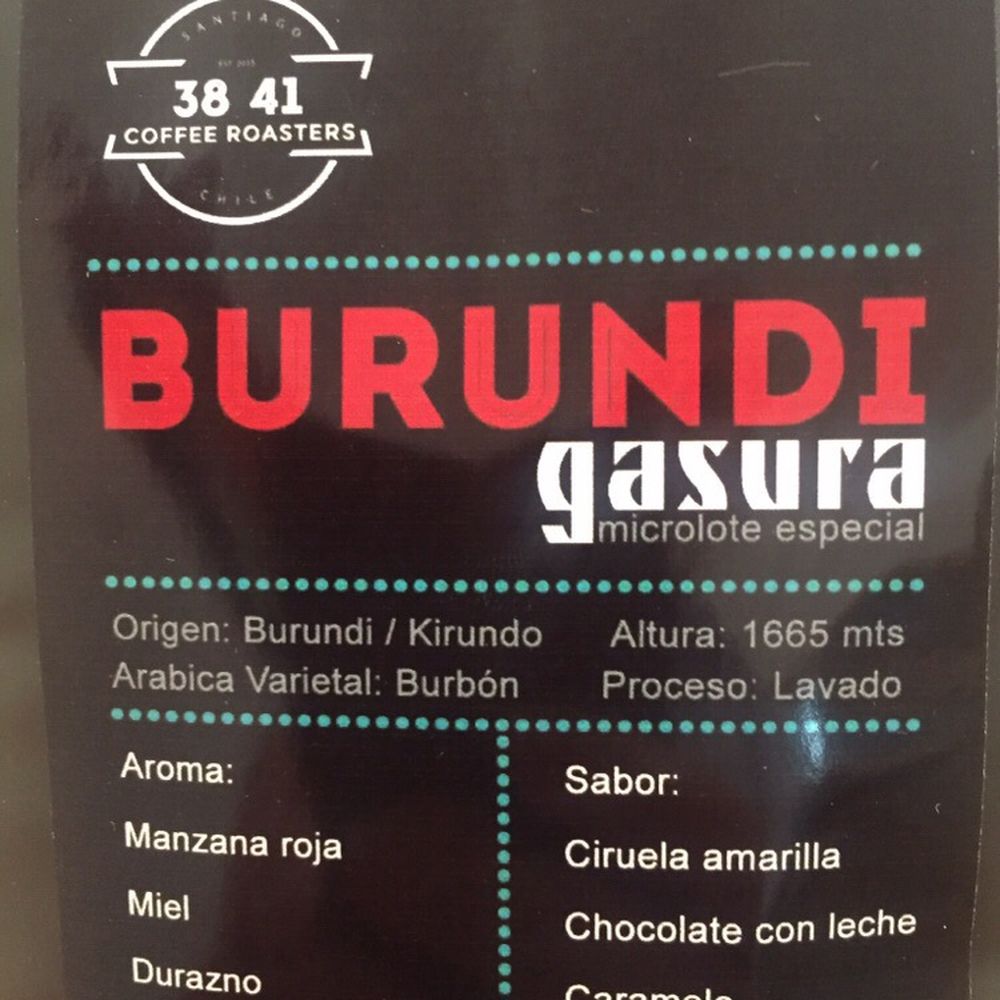 SANTIAGO
EST 2015
38 41
COFFEE ROASTERS
CHILE
BURUNDI
gasura
microlote especial
Origen: Burundi / Kirundo
Altura: 1665 mts
Arabica Varietal: Burbón
Proceso: Lavado
Aroma:
Manzana roja
Miel
Durazno
Sabor:
Ciruela amarilla
Chocolate con leche
Caramelo